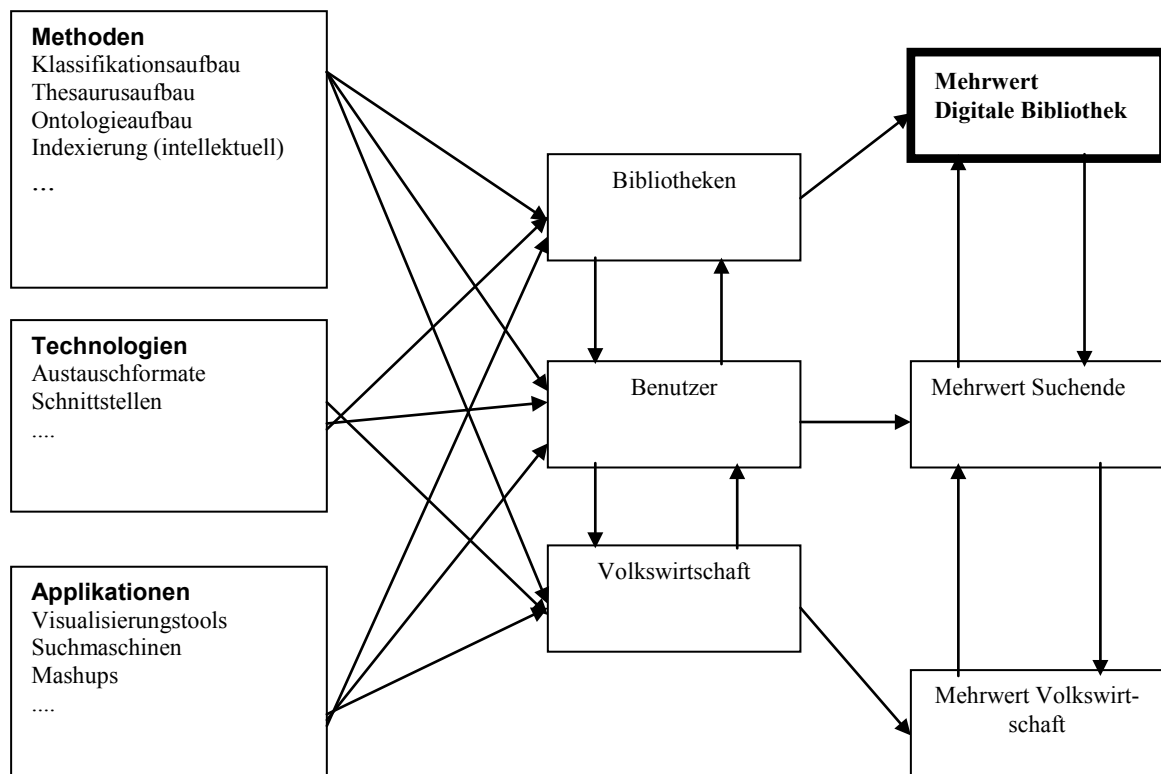 Methoden
Klassifikationsaufbau
Thesaurusaufbau
Ontologieaufbau
Indexierung (intellektuell)
...
Technologien
Austauschformate
Schnittstellen
....
Applikationen
Visualisierungstools
Suchmaschinen
Mashups
....
Bibliotheken
Benutzer
Volkswirtschaft
Mehrwert
Digitale Bibliothek
Mehrwert Suchende
Mehrwert Volkswirt-
schaft